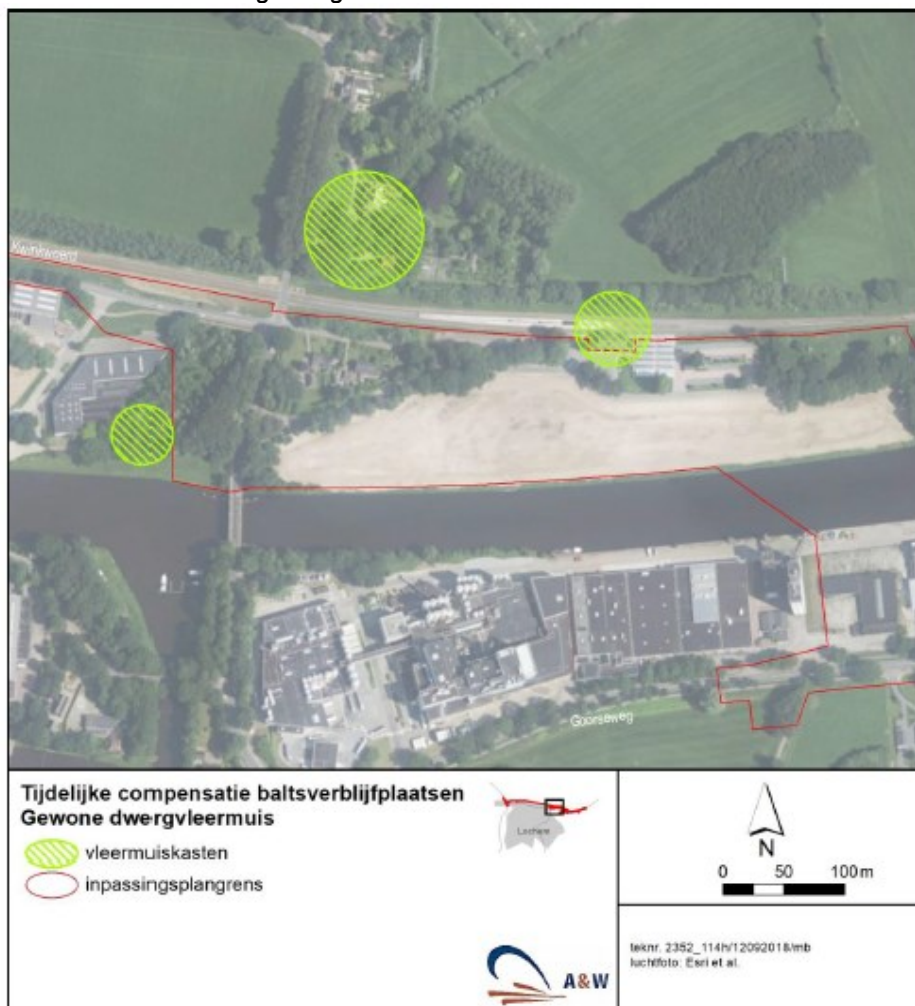 Kwinkweerd
Goorseweg
Tijdelijke compensatie baltsverblijfplaatsen
Gewone dwergvleermuis
vleermuiskasten
inpassingsplangrens
Lochem
N
0 50 100m
A&W
teknr. 2352_114h/12092018/mb
luchtfoto: Esri et al.